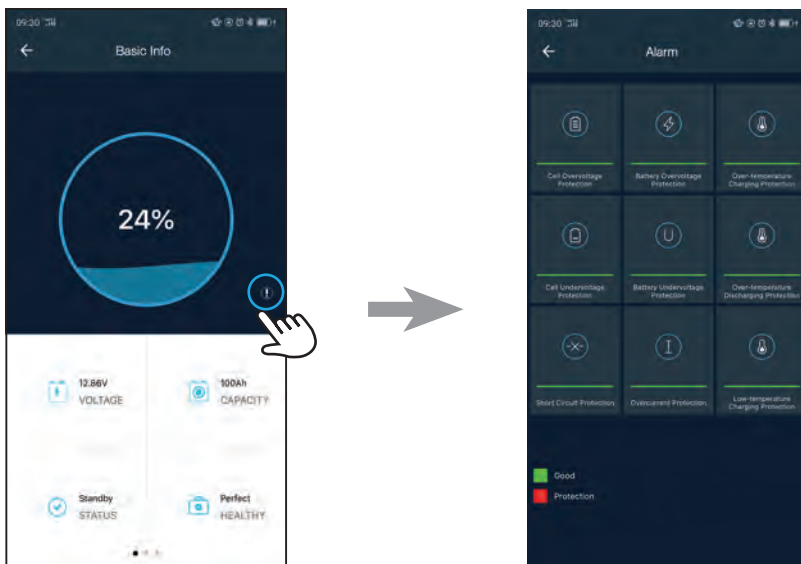 09:30
Basic Info
24%
12.86V
VOLTAGE
100Ah
CAPACITY
Standby
STATUS
Perfect
HEALTHY
09:30
Alarm
Cell Overvoltage
Protection
Battery Overvoltage
Protection
Over-temperature
Charging Protection
Cell Undervoltage
Protection
Battery Undervoltage
Protection
Over-temperature
Discharging Protection
Short Circuit Protection
Overcurrent Protection
Low-temperature
Charging Protection
Good
Protection